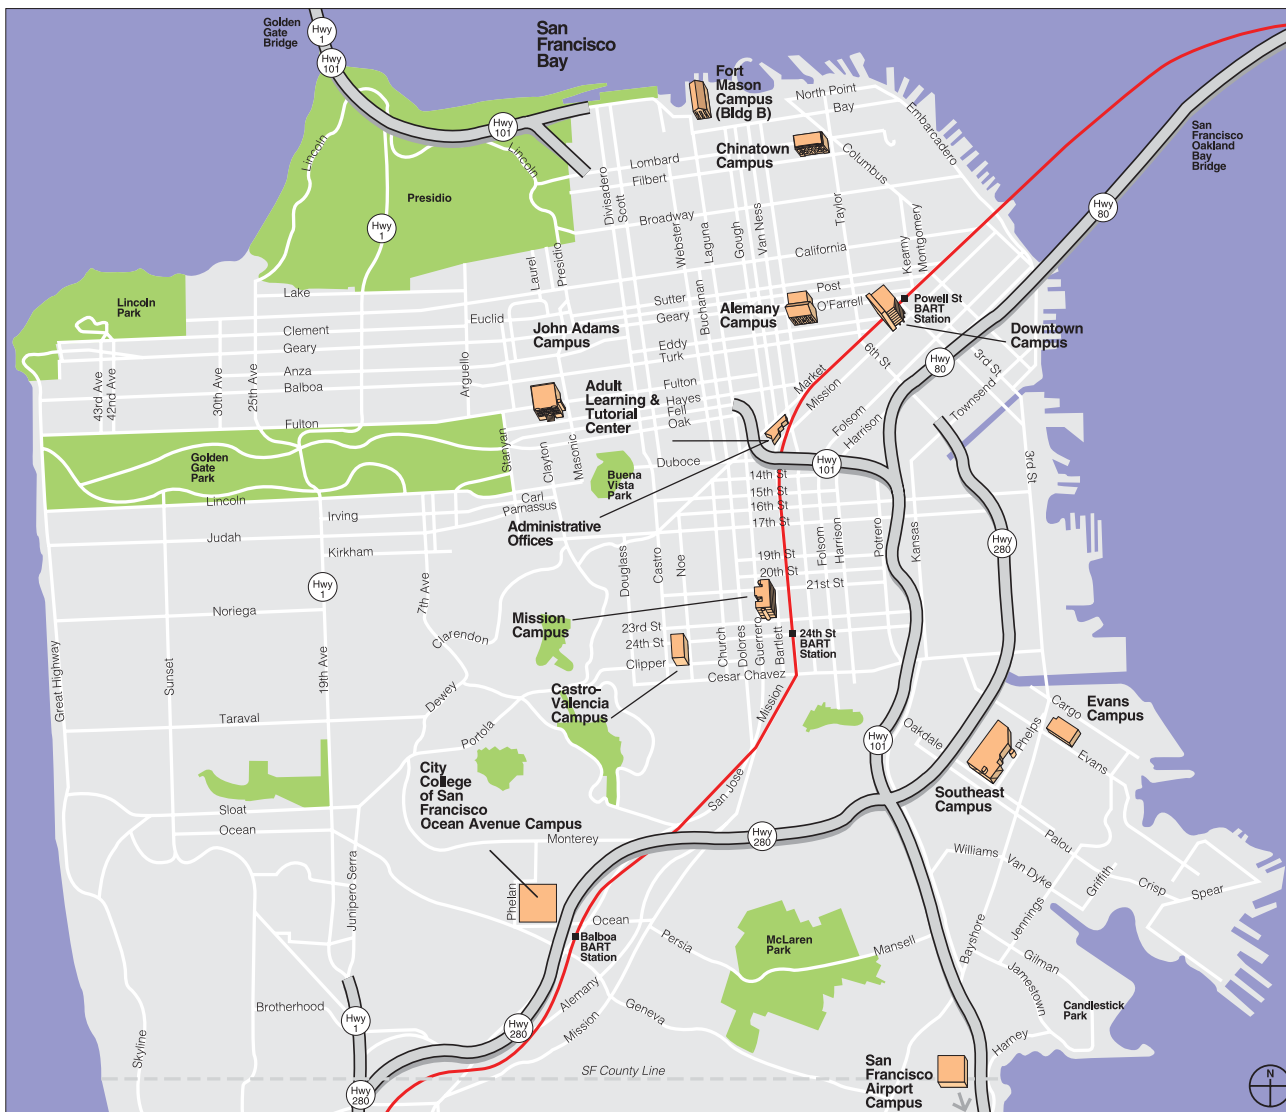 Golden
Gate
Bridge
Hwy
1
Hwy
101
San
Francisco
Bay
Hwy
101
Fort
Mason
Campus
(Bldg B)
North Point
Bay
Embarcadero
San
Francisco
Oakland
Bay
Bridge
Chinatown
Campus
Columbus
Lincoln
Lincoln
Lombard
Filbert
Presidio
Divisadero
Scott
Broadway
Webster
Laguna
Gough
Van Ness
Taylor
California
Kearny
Montgomery
Hwy
80
Hwy
1
Laurel
Presidio
Lincoln
Park
Lake
Clement
Geary
Anza
Balboa
Fulton
43rd Ave
42nd Ave
30th Ave
25th Ave
Euclid
Arguello
John Adams
Campus
Sutter
Geary
Buchanan
Eddy
Turk
Alemany
Campus
Post
O'Farrell
Powell St
BART
Station
Downtown
Campus
6th St
Hwy
80
3rd St
Townsend
Market
Mission
Folsom
Harrison
Adult
Learning &
Tutorial
Center
Fulton
Hayes
Fell
Oak
Golden
Gate
Park
Stanyan
Clayton
Masonic
Buena
Vista
Park
Duboce
14th St
15th St
16th St
17th St
Hwy
101
3rd St
Lincoln
Irving
Judah
Kirkham
Carl
Parnassus
Administrative
Offices
Hwy
1
7th Ave
Douglass
Castro
Noe
19th St
20th St
21st St
Folsom
Harrison
Potrero
Kansas
Hwy
280
Noriega
Clarendon
Mission
Campus
23rd St
24th St
Clipper
Church
Dolores
Guerrero
Bartlett
24th St
BART
Station
Cesar Chavez
Great Highway
Sunset
19th Ave
Dewey
Castro-
Valencia
Campus
Mission
Taraval
Portola
Hwy
101
Oakdale
Phelps
Cargo
Evans
Evans
Campus
Southeast
Campus
City
College
of San
Francisco
Ocean Avenue Campus
San Jose
Sloat
Ocean
Monterey
Hwy
280
Williams
Van Dyke
Palou
Griffith
Crisp
Spear
Junipero Serra
Phelan
Ocean
Persia
McLaren
Park
Mansell
Bayshore
Jennings
Gilman
Jamestown
Candlestick
Park
Harney
Balboa
BART
Station
Brotherhood
Hwy
1
Hwy
280
Alemany
Mission
Geneva
Skyline
SF County Line
Hwy
280
San
Francisco
Airport
Campus
N